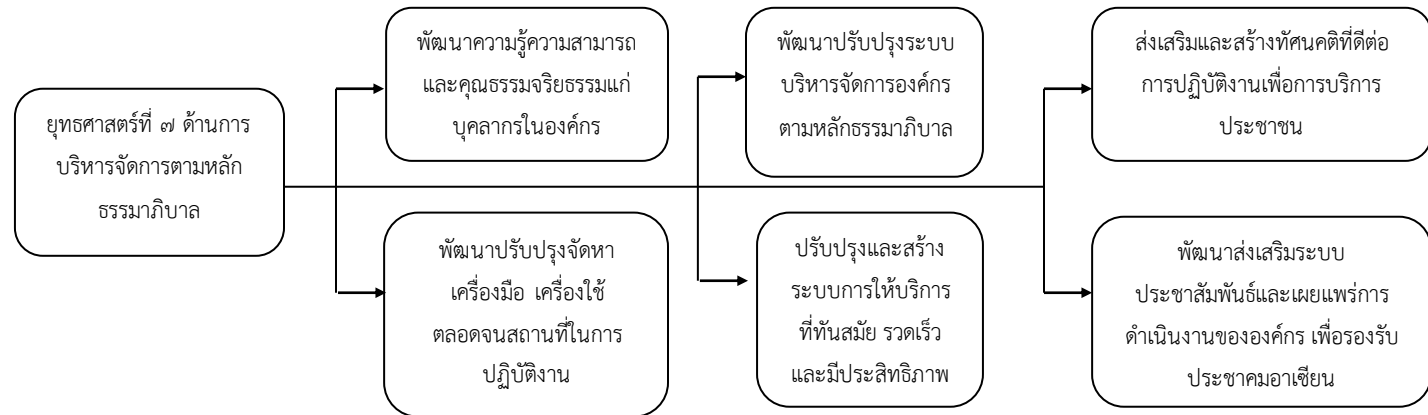 ยุทธศาสตร์ที่ ๗ ด้านการ
บริหารจัดการตามหลัก
ธรรมาภิบาล
พัฒนาความรู้ความสามารถ
และคุณธรรมจริยธรรมแก่
บุคลากรในองค์กร
พัฒนาปรับปรุงระบบ
บริหารจัดการองค์กร
ตามหลักธรรมาภิบาล
ส่งเสริมและสร้างทัศนคติที่ดีต่อ
การปฏิบัติงานเพื่อการบริการ
ประชาชน
พัฒนาปรับปรุงจัดหา
เครื่องมือ เครื่องใช้
ตลอดจนสถานที่ในการ
ปฏิบัติงาน
ปรับปรุงและสร้าง
ระบบการให้บริการ
ที่ทันสมัย รวดเร็ว
และมีประสิทธิภาพ
พัฒนาส่งเสริมระบบ
ประชาสัมพันธ์และเผยแพร่การ
ดำเนินงานขององค์กร เพื่อรองรับ
ประชาคมอาเซียน